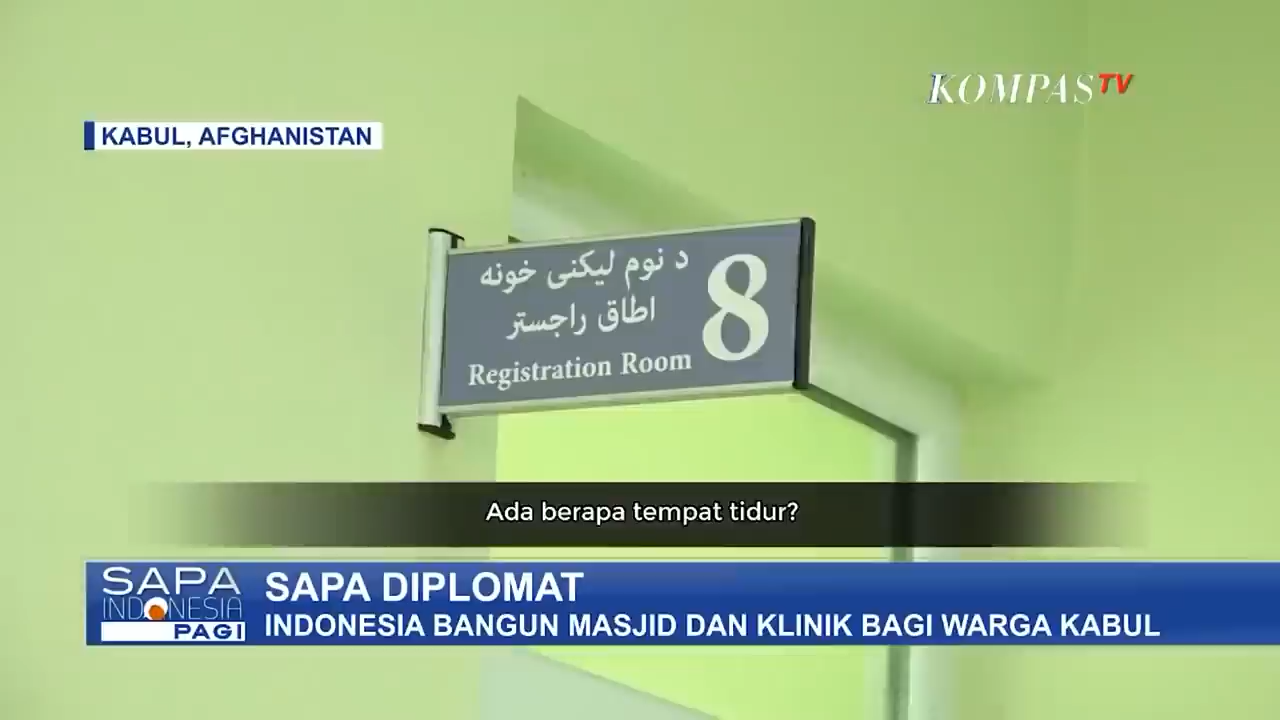 KOMPAS TV
KABUL, AFGHANISTAN
د نوم لیکنی خونه
اطاق راجستر
Registration Room
8
Ada berapa tempat tidur?
SAPA INDONESIA PAGI
SAPA DIPLOMAT
INDONESIA BANGUN MASJID DAN KLINIK BAGI WARGA KABUL